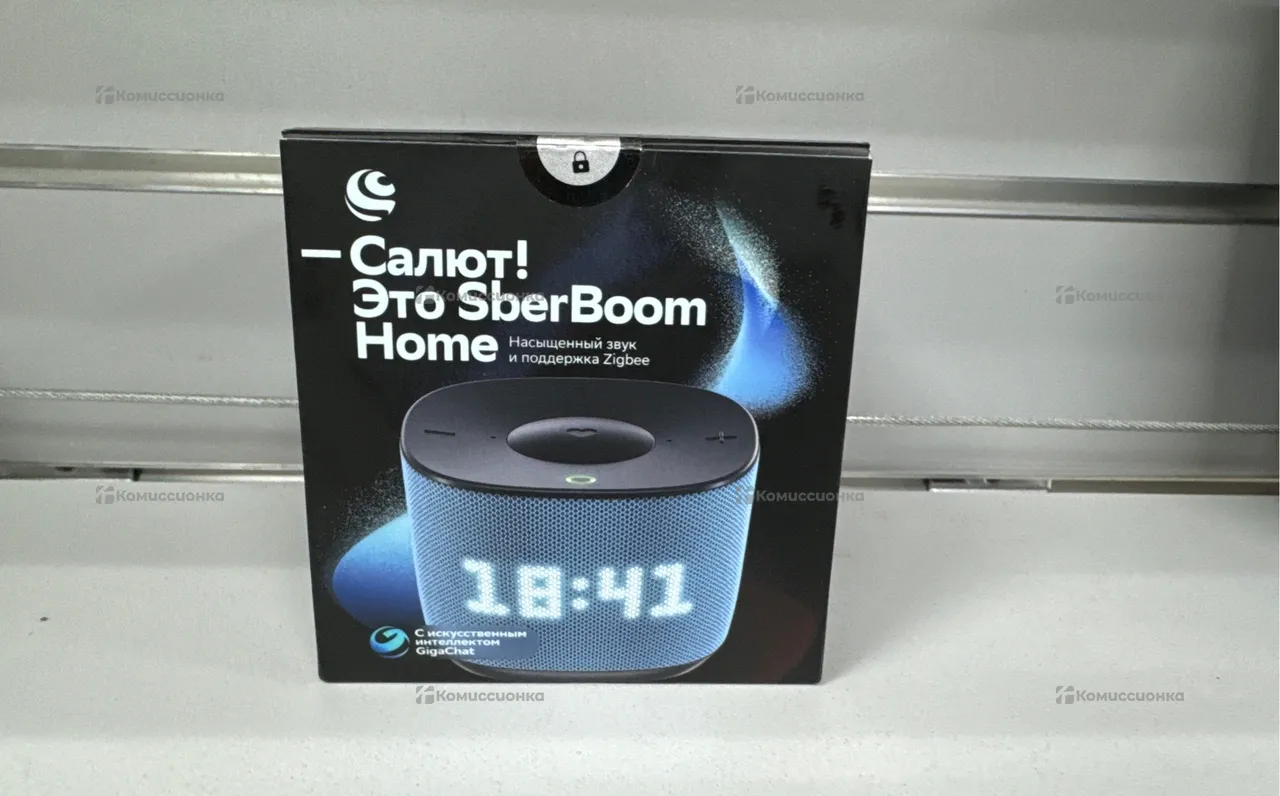 Комиссионка
Комиссионка
— Салют!
Это SberBoom
Home
Насыщенный звук
и поддержка Zigbee
Комиссионка
Комиссионка
18:41
Комиссионка
Комиссионка
С искусственным
интеллектом
GigaChat
Комиссионка
Комиссионка